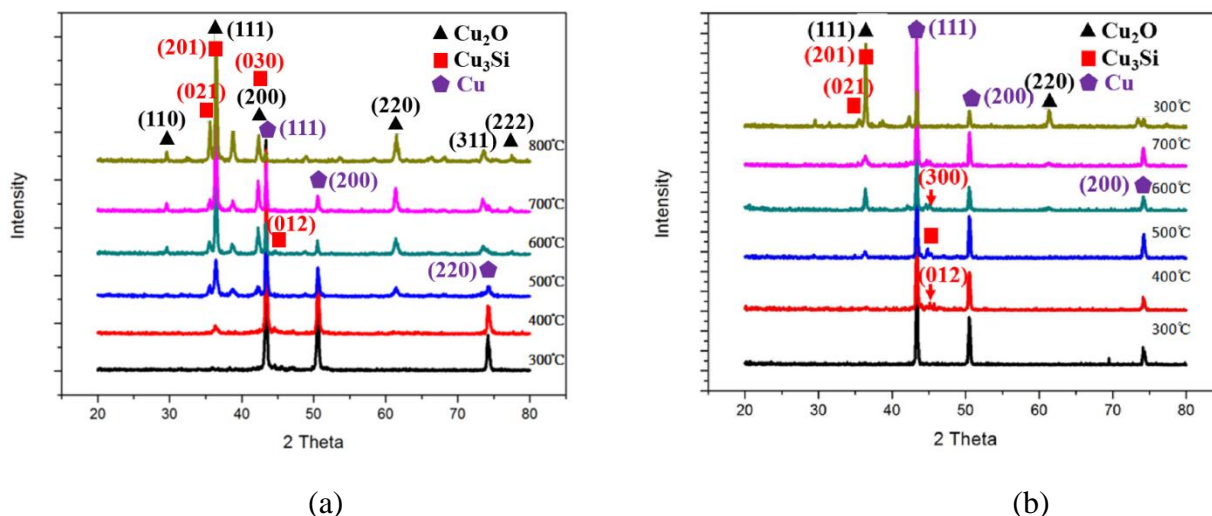 (111)
(201)
(030)
(021)
(200)
(110)
(111)
(220)
(311)
(222)
(200)
(012)
(220)
▲ Cu₂O
■ Cu₃Si
Cu
800℃
700℃
600℃
500℃
400℃
300℃
Intensity
20 30 40 50 60 70 80
2 Theta
(a)
(111)
(111)
(201)
(021)
(200)
(220)
(300)
(200)
(012)
▲ Cu₂O
■ Cu₃Si
Cu
300℃
700℃
600℃
500℃
400℃
300℃
Intensity
20 30 40 50 60 70 80
2 Theta
(b)